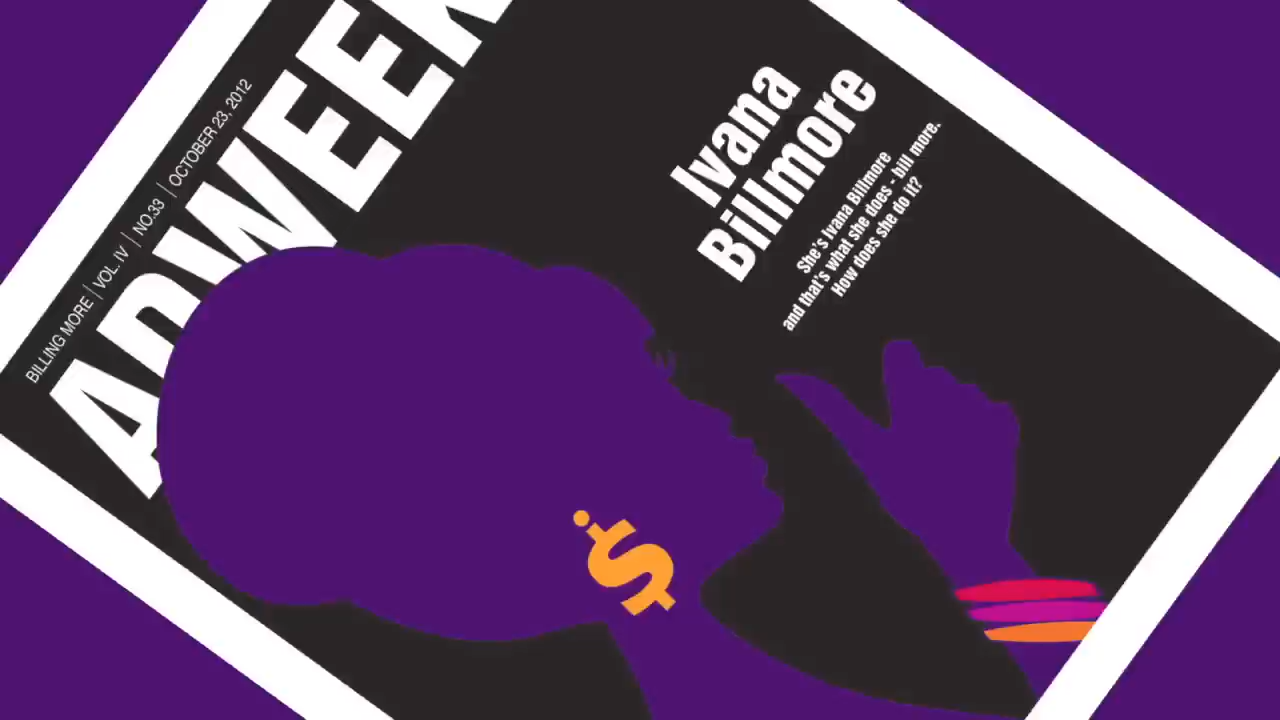 BILLING MORE | VOL. IV | NO.33 | OCTOBER 23, 2012
ADWEEK
Ivana
Billmore
She's Ivana Billmore
and that's what she does - bill more.
How does she do it?
$